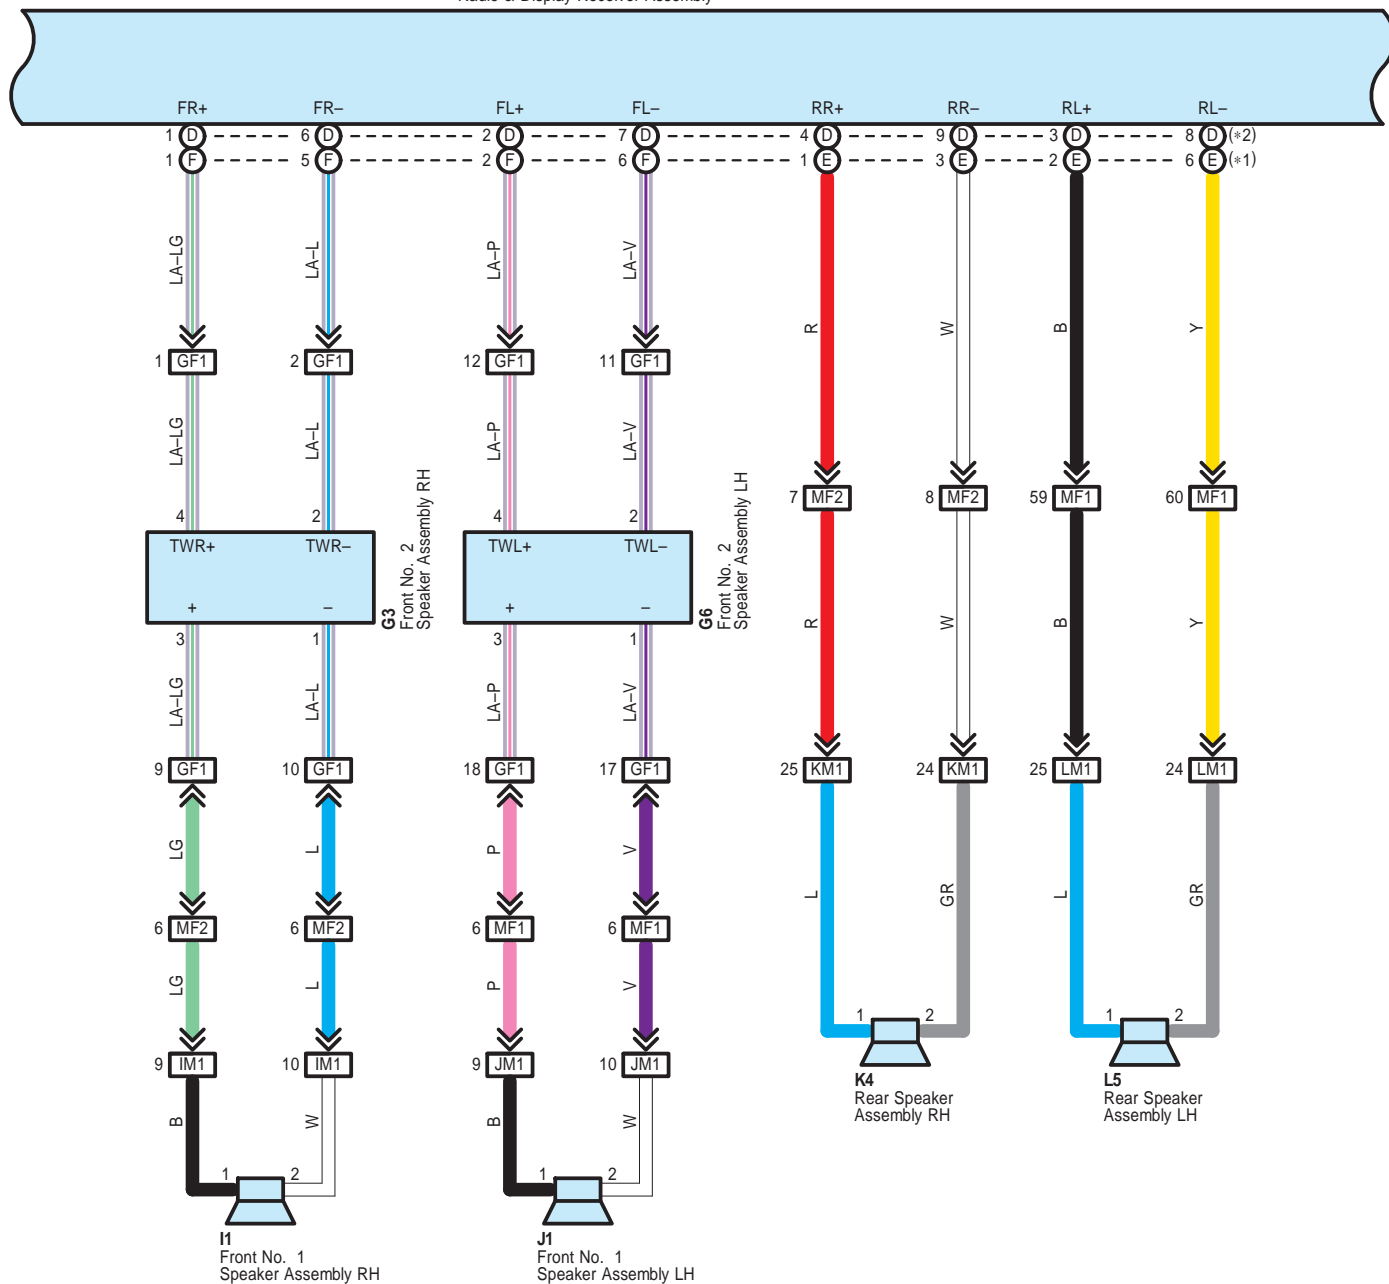 Radio & Display Receiver Assembly
FR+ FR– FL+ FL– RR+ RR– RL+ RL–
1 D 6 D 2 D 7 D 4 D 9 D 3 D 8 D (*2)
1 F 5 F 2 F 6 F 1 E 3 E 2 E 6 E (*1)
LA–LG LA–L LA–P LA–V R W B Y
1 GF1 2 GF1 12 GF1 11 GF1
LA–LG LA–L LA–P LA–V
7 MF2 8 MF2 59 MF1 60 MF1
4 2 4 2
TWR+ TWR– TWL+ TWL–
+ – + –
G3
Front No. 2
Speaker Assembly RH
G6
Front No. 2
Speaker Assembly LH
3 1 3 1
R W B Y
LA–LG LA–L LA–P LA–V
9 GF1 10 GF1 18 GF1 17 GF1 25 KM1 24 KM1 25 LM1 24 LM1
LG L P V L GR L GR
6 MF2 6 MF2 6 MF1 6 MF1
LG L P V
1 2 1 2
9 IM1 10 IM1 9 JM1 10 JM1
K4
Rear Speaker
Assembly RH
L5
Rear Speaker
Assembly LH
B W B W
1 2 1 2
I1
Front No. 1
Speaker Assembly RH
J1
Front No. 1
Speaker Assembly LH